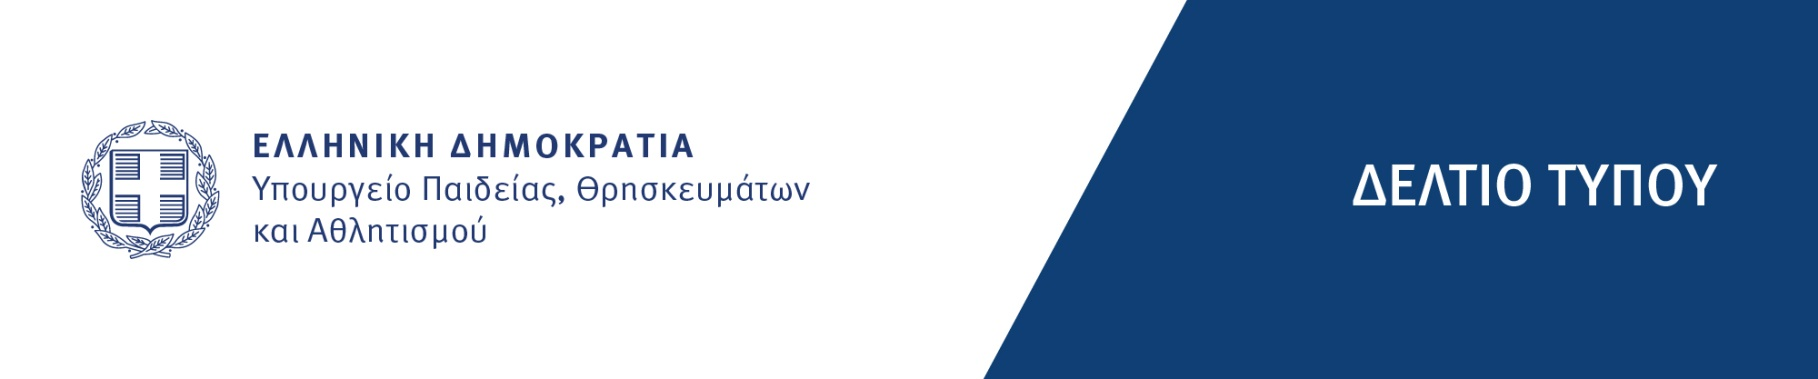 ΕΛΛΗΝΙΚΗ ΔΗΜΟΚΡΑΤΙΑ
Υπουργείο Παιδείας, Θρησκευμάτων
και Αθλητισμού
ΔΕΛΤΙΟ ΤΥΠΟΥ